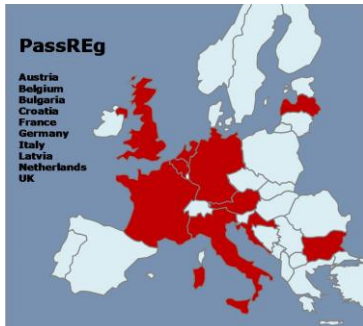 PassREg
Austria
Belgium
Bulgaria
Croatia
France
Germany
Italy
Latvia
Netherlands
UK